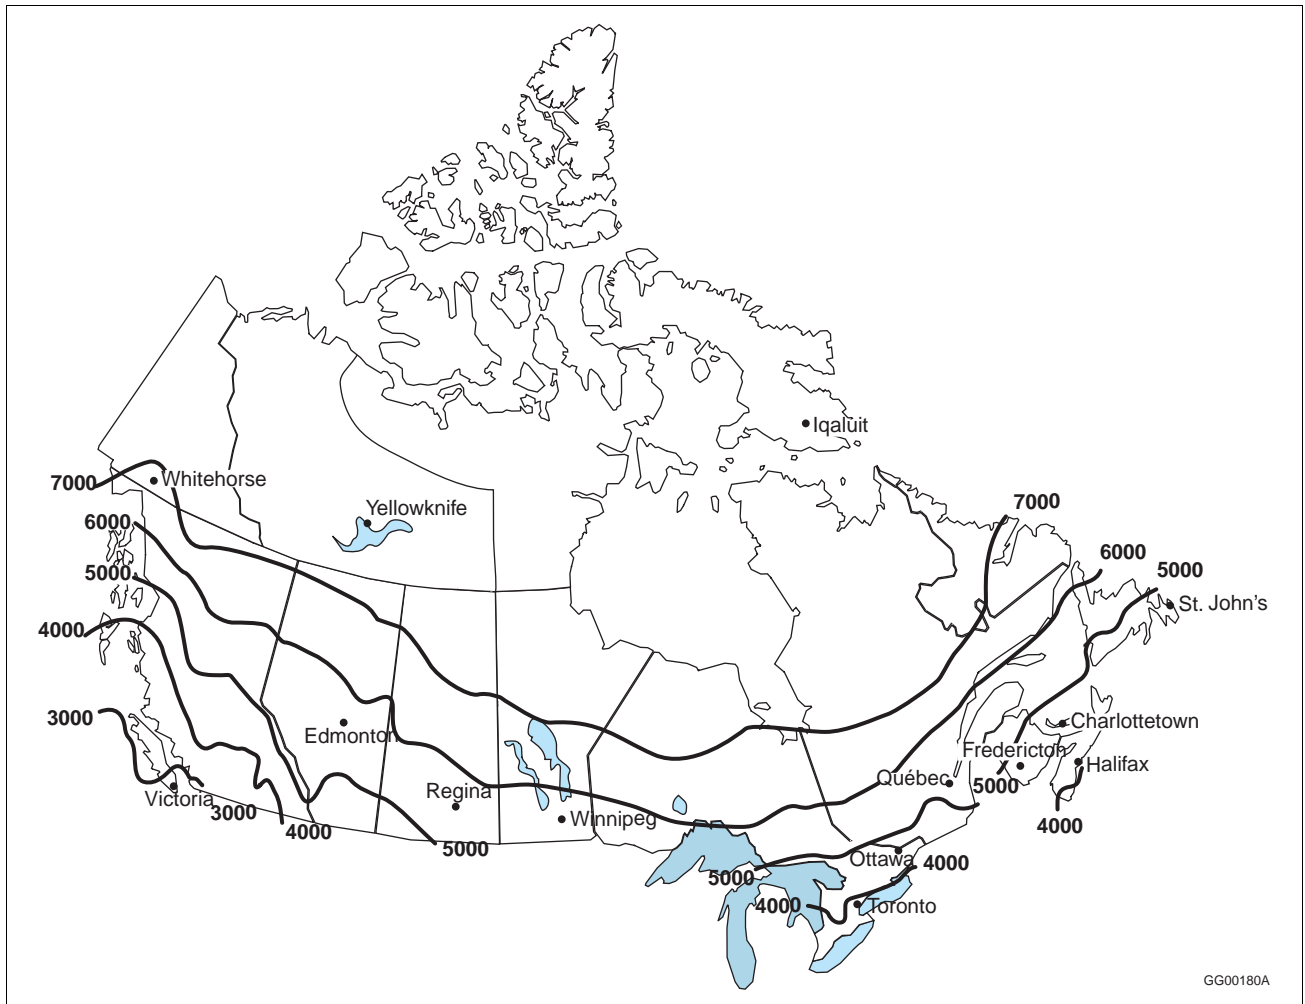 Iqaluit
7000
Whitehorse
7000
Yellowknife
6000
6000
5000
5000
St. John's
4000
3000
Charlottetown
Edmonton
Fredericton
Halifax
Québec
5000
Regina
Victoria
3000
Winnipeg
4000
4000
5000
Ottawa
4000
5000
4000
Toronto
GG00180A